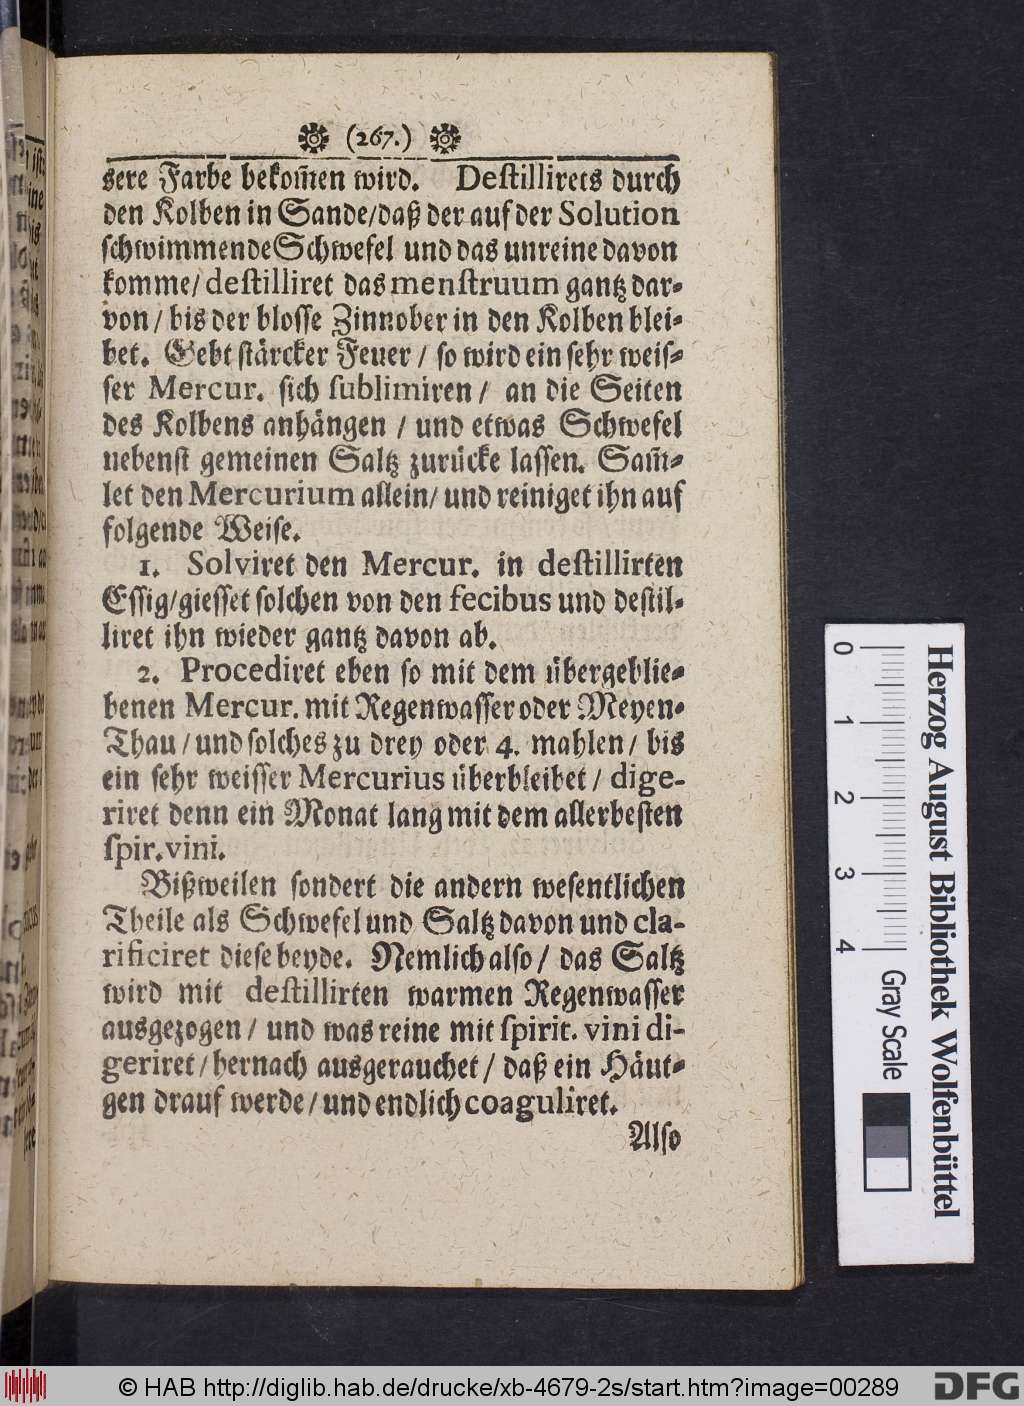 (267.)
sere Farbe bekom̃en wird. Destillirets durch
den Kolben in Sande/daß der auf der Solution
schwimmende Schwefel und das unreine davon
komme/ destilliret das menstruum gantz dar-
von / bis der blosse Zinnober in den Kolben blei-
bet. Gebt stärcker Feuer / so wird ein sehr weis-
ser Mercur. sich sublimiren / an die Seiten
des Kolbens anhängen / und etwas Schwefel
nebenst gemeinen Saltz zurücke lassen. Sam̃-
let den Mercurium allein/ und reiniget ihn auf
folgende Weise.
1. Solviret den Mercur. in destillirten
Essig/giesset solchen von den fecibus und destil-
liret ihn wieder gantz davon ab.
2. Procediret eben so mit dem übergeblie-
benen Mercur. mit Regenwasser oder Meyen-
Thau / und solches zu drey oder 4. mahlen / bis
ein sehr weisser Mercurius überbleibet / dige-
riret denn ein Monat lang mit dem allerbesten
spir. vini.
Bißweilen sondert die andern wesentlichen
Theile als Schwefel und Saltz davon und cla-
rificiret diese beyde. Nemlich also / das Saltz
wird mit destillirten warmen Regenwasser
ausgezogen / und was reine mit spirit. vini di-
geriret / hernach ausgerauchet / daß ein Häut-
gen drauf werde / und endlich coaguliret.
Also
0 1 2 3 4
Herzog August Bibliothek Wolfenbüttel
Gray Scale
© HAB http://diglib.hab.de/drucke/xb-4679-2s/start.htm?image=00289
DFG